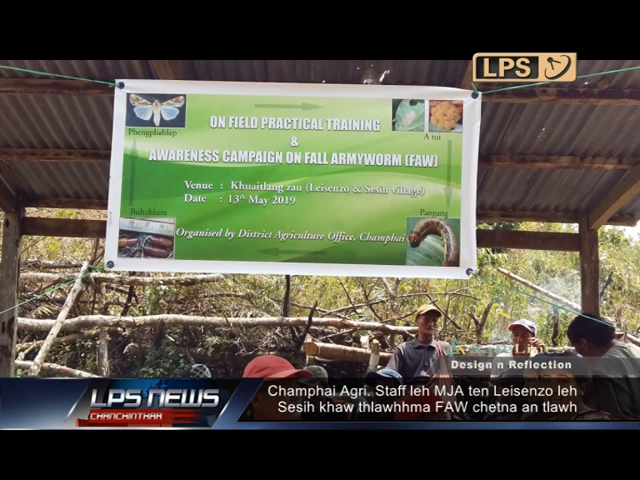 LPS
Phengphehlep
A tui
ON FIELD PRACTICAL TRAINING
&
AWARENESS CAMPAIGN ON FALL ARMYWORM (FAW)
Venue : Khuaitlang zau (Leisenzo & Sesih village)
Date : 13th May 2019
Buhchium
Pangang
Organised by District Agriculture Office, Champhai
Design n Reflection
LPS NEWS
CHANCHINTHAR
Champhai Agri. Staff leh MJA ten Leisenzo leh
Sesih khaw thlawhhma FAW chetna an tlawh